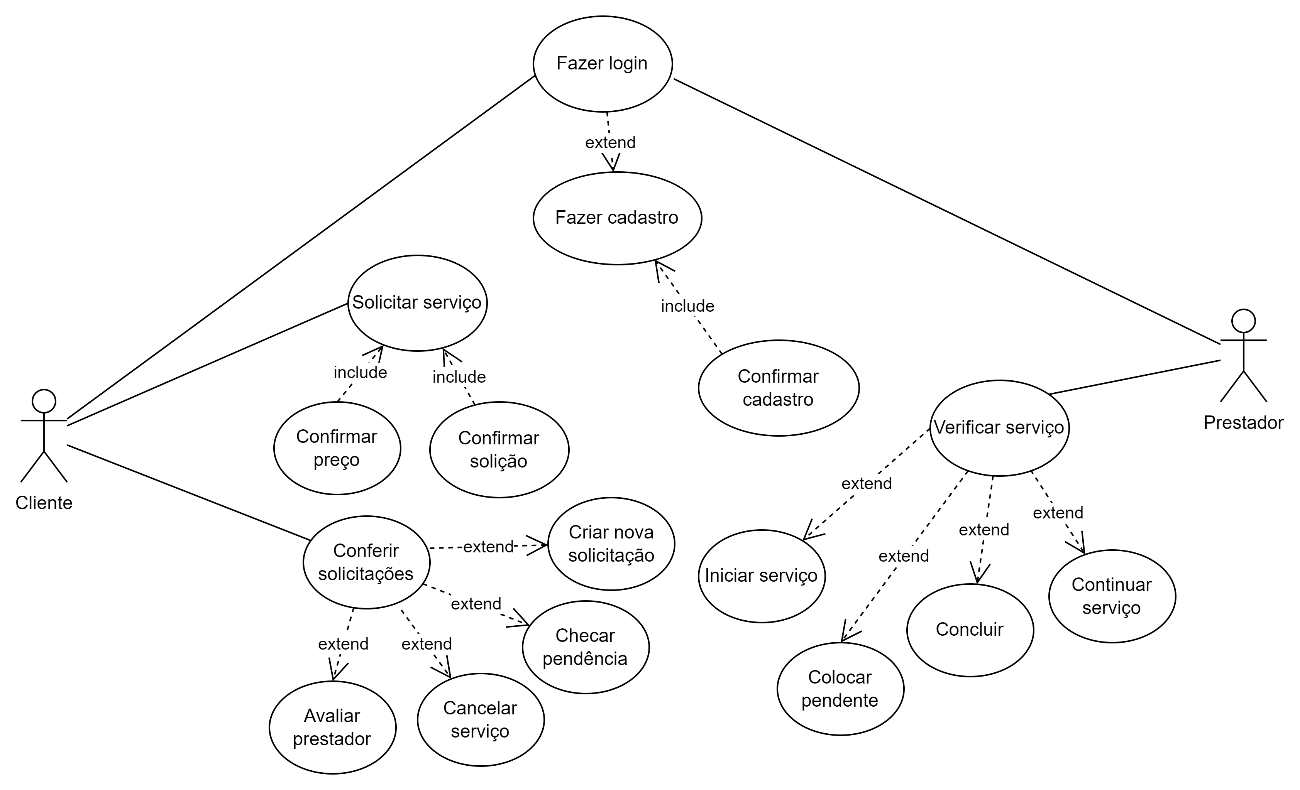 Fazer login
extend
Fazer cadastro
include
Confirmar
cadastro
Solicitar serviço
include
include
Confirmar
preço
Confirmar
solição
Cliente
Conferir
solicitações
extend
Criar nova
solicitação
extend
Checar
pendência
extend
extend
Avaliar
prestador
Cancelar
serviço
Prestador
Verificar serviço
extend
extend
extend
extend
Iniciar serviço
Colocar
pendente
Concluir
Continuar
serviço